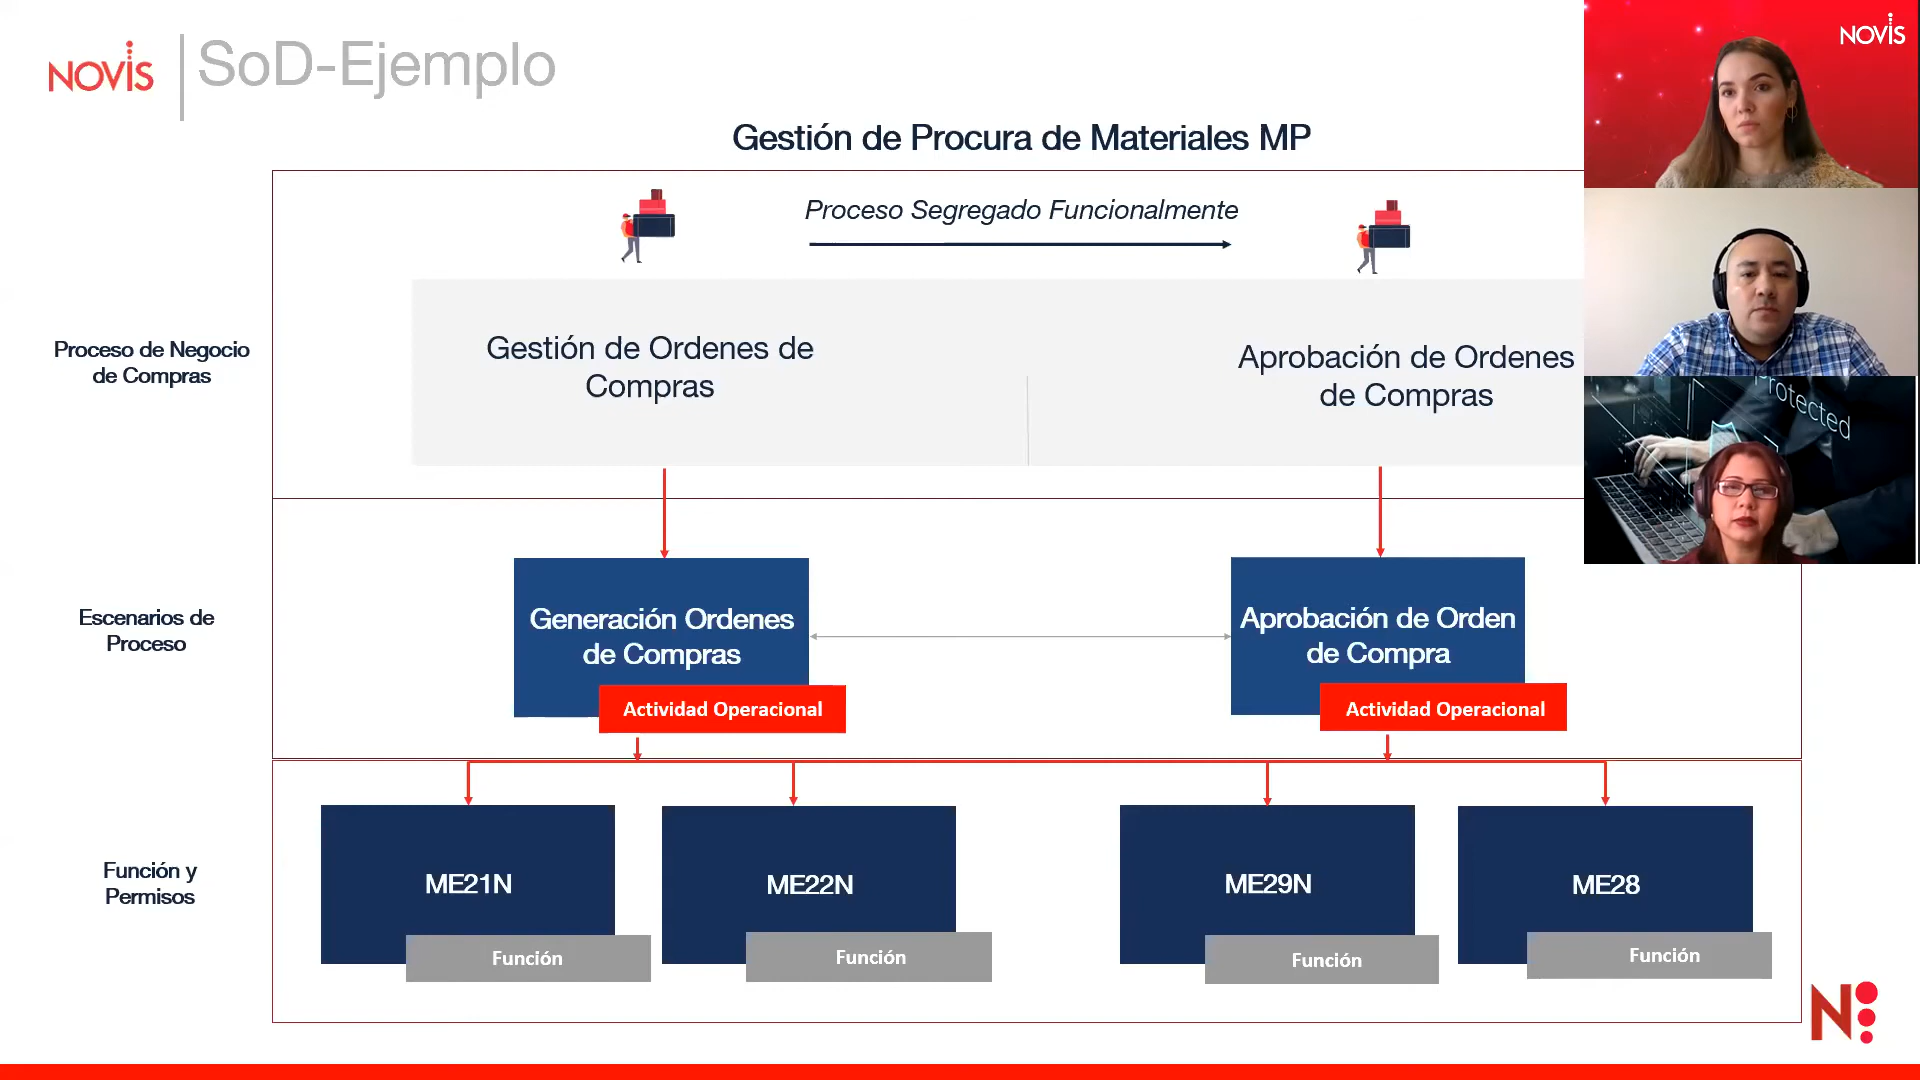 NOVIS
SoD-Ejemplo
NOVIS
Gestión de Procura de Materiales MP
Proceso Segregado Funcionalmente
Proceso de Negocio
de Compras
Gestión de Ordenes de
Compras
Aprobación de Ordenes
de Compras
Protected
Escenarios de
Proceso
Generación Ordenes
de Compras
Actividad Operacional
Aprobación de Orden
de Compra
Actividad Operacional
Función y
Permisos
ME21N
Función
ME22N
Función
ME29N
Función
ME28
Función
N